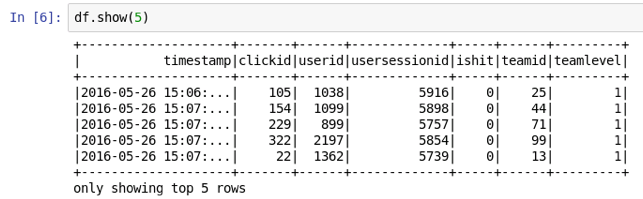 In [6]: df.show(5)
+--------------------+-------+------+-------------+-----+------+---------+
|           timestamp|clickid|userid|usersessionid|ishit|teamid|teamlevel|
+--------------------+-------+------+-------------+-----+------+---------+
|2016-05-26 15:06:...|    105|  1038|         5916|    0|    25|        1|
|2016-05-26 15:07:...|    154|  1099|         5898|    0|    44|        1|
|2016-05-26 15:07:...|    229|   899|         5757|    0|    71|        1|
|2016-05-26 15:07:...|    322|  2197|         5854|    0|    99|        1|
|2016-05-26 15:07:...|     22|  1362|         5739|    0|    13|        1|
+--------------------+-------+------+-------------+-----+------+---------+
only showing top 5 rows